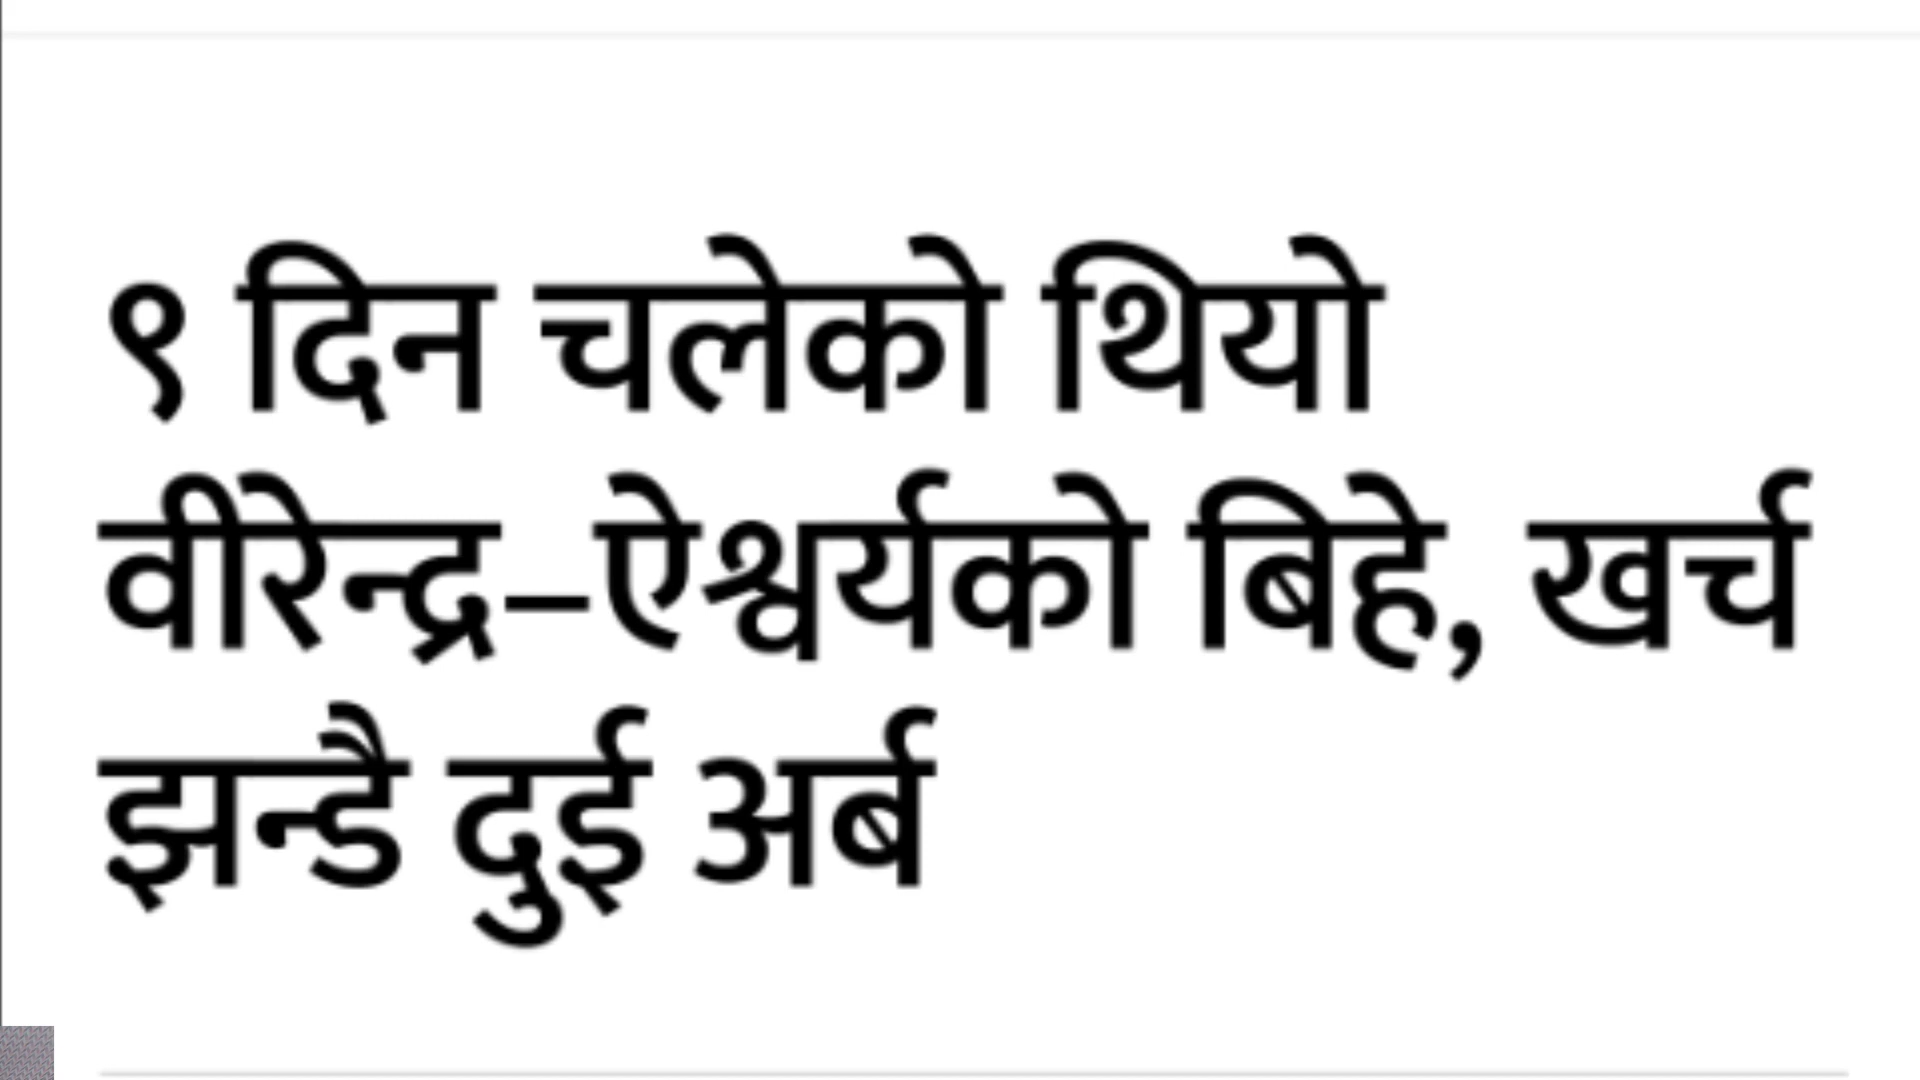 ९ दिन चलेको थियो
वीरेन्द्र–ऐश्वर्यको बिहे, खर्च
झन्डै दुई अर्ब